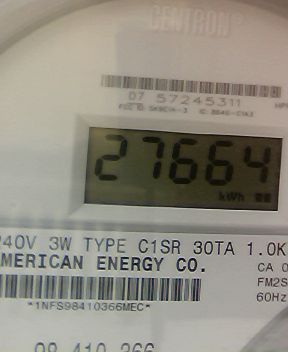 CENTRON®
07 57245311
27664
kWh
240V 3W TYPE C1SR 30TA 1.0K
AMERICAN ENERGY CO.
CA 0
FM2S
60Hz
*1NFS98410366MEC*
98 410 366